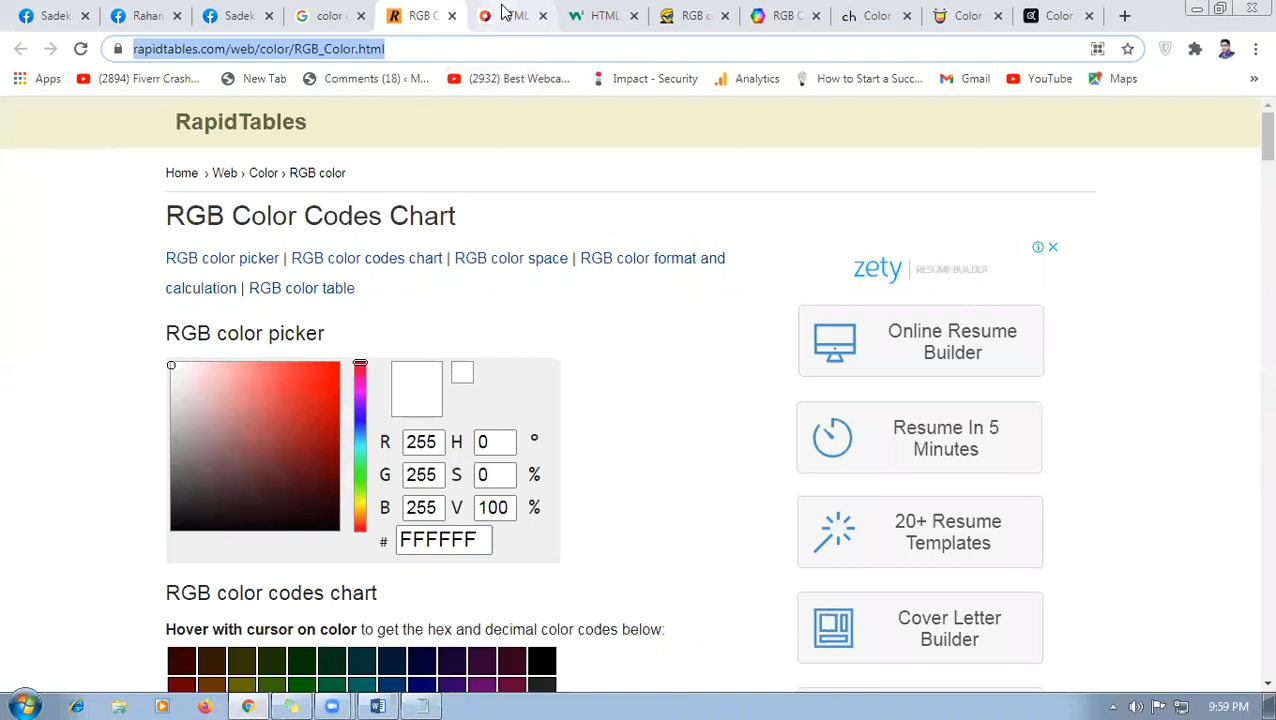 Sadek
Rahan
Sadek
color c
RGB C
HTML
HTML
RGB c
RGB C
ch Color
Color
Color
rapidtables.com/web/color/RGB_Color.html
Apps
(2894) Fiverr Crash...
New Tab
Comments (18) ‹ M...
(2932) Best Webca...
Impact - Security
Analytics
How to Start a Succ...
Gmail
YouTube
Maps
»
RapidTables
Home › Web › Color › RGB color
RGB Color Codes Chart
RGB color picker | RGB color codes chart | RGB color space | RGB color format and
calculation | RGB color table
RGB color picker
R 255 H 0 °
G 255 S 0 %
B 255 V 100 %
# FFFFFF
RGB color codes chart
Hover with cursor on color to get the hex and decimal color codes below:
zety RESUME BUILDER
Online Resume
Builder
Resume In 5
Minutes
20+ Resume
Templates
Cover Letter
Builder
9:59 PM